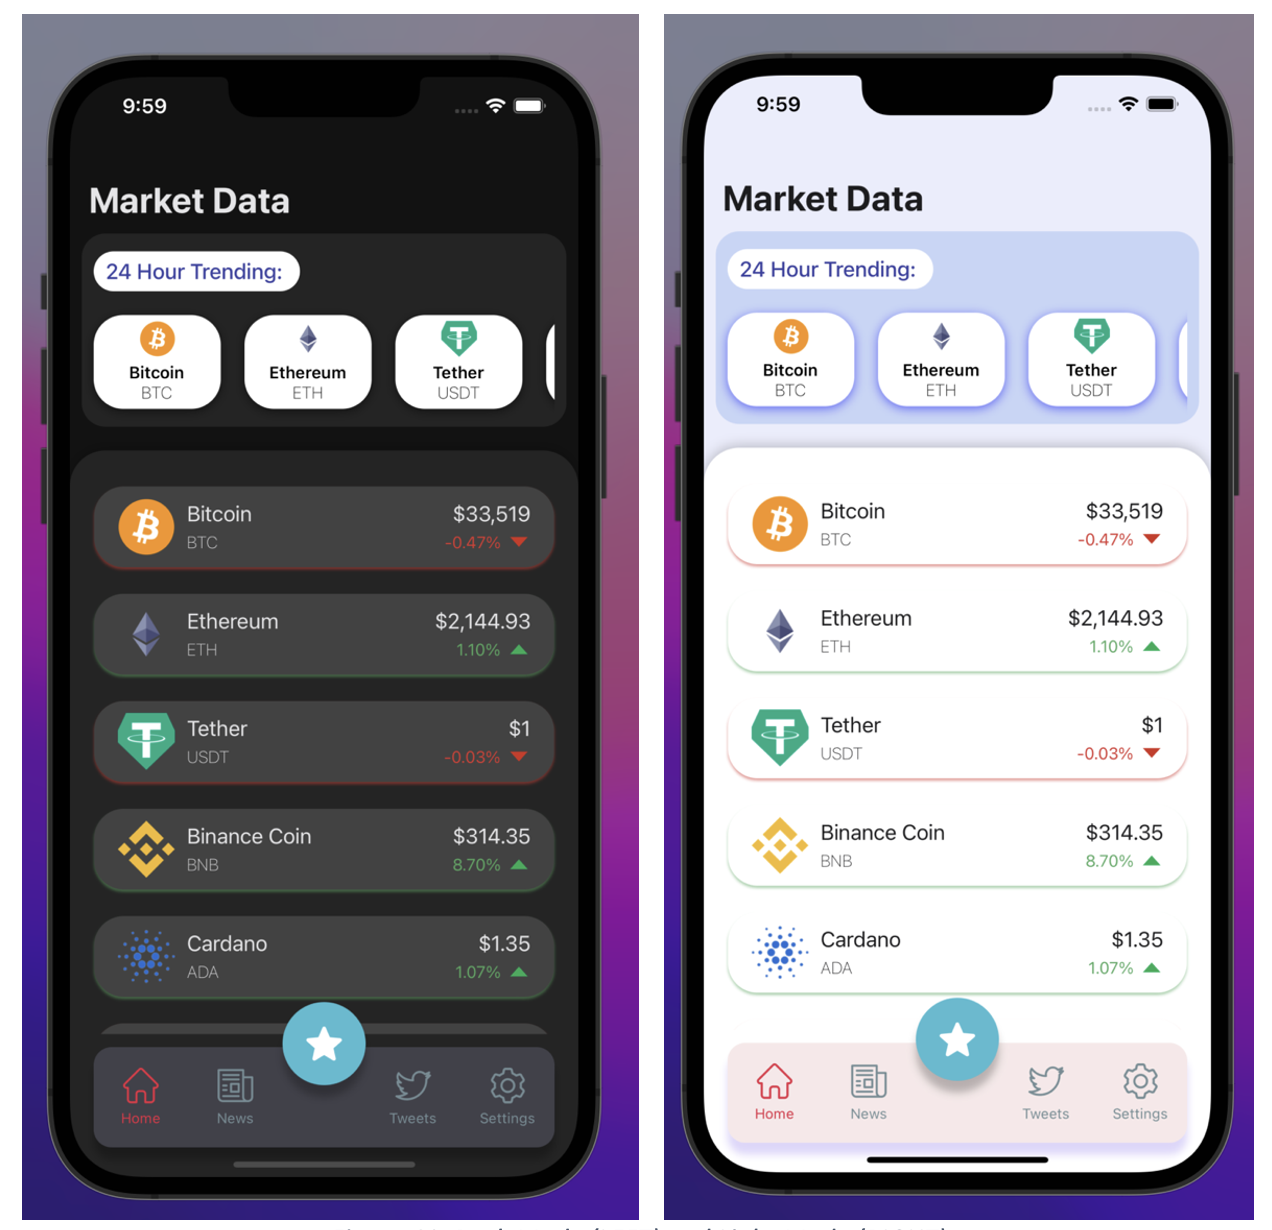 9:59
Market Data
24 Hour Trending:
Bitcoin
BTC
Ethereum
ETH
Tether
USDT
Bitcoin
BTC
$33,519
-0.47%
Ethereum
ETH
$2,144.93
1.10%
Tether
USDT
$1
-0.03%
Binance Coin
BNB
$314.35
8.70%
Cardano
ADA
$1.35
1.07%
Home
News
Tweets
Settings
9:59
Market Data
24 Hour Trending:
Bitcoin
BTC
Ethereum
ETH
Tether
USDT
Bitcoin
BTC
$33,519
-0.47%
Ethereum
ETH
$2,144.93
1.10%
Tether
USDT
$1
-0.03%
Binance Coin
BNB
$314.35
8.70%
Cardano
ADA
$1.35
1.07%
Home
News
Tweets
Settings